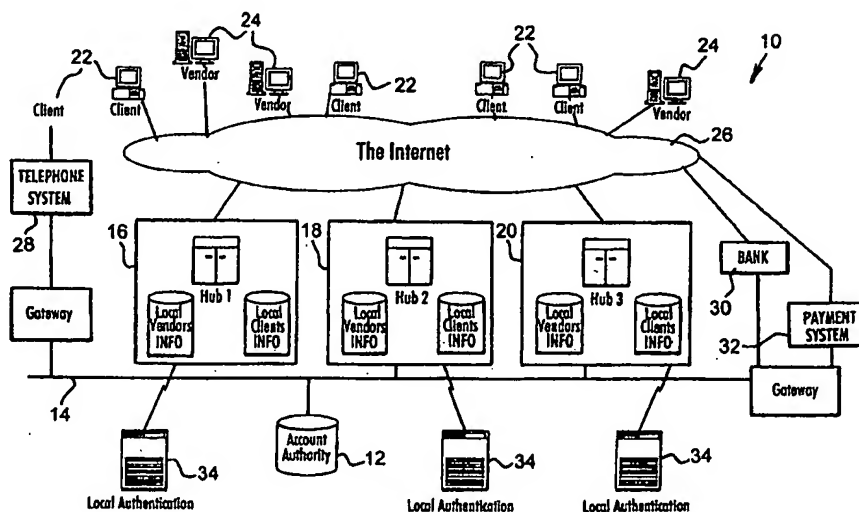 24
22
10
22
24
Client
Client
Vendor
Vendor
22
Client
Client
Client
Vendor
26
The Internet
TELEPHONE
SYSTEM
28
16
18
20
Hub 1
Hub 2
Hub 3
BANK
30
Gateway
Local
Vendors
INFO
Local
Clients
INFO
Local
Vendors
INFO
Local
Clients
INFO
Local
Vendors
INFO
Local
Clients
INFO
PAYMENT
SYSTEM
32
14
Gateway
Account
Authority
12
34
34
34
Local Authentication
Local Authentication
Local Authentication